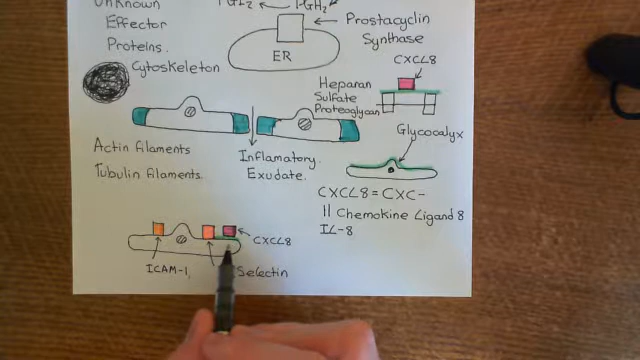 Unknown
Effector
Proteins.
Cytoskeleton
PGH2
Prostacyclin
Synthase
ER
CXCL8
Heparan
Sulfate
Proteoglycan
Glycocalyx
Actin filaments
Tubulin filaments.
Inflamatory
Exudate.
CXCL8 = CXC-
11 Chemokine Ligand 8
IL-8
CXCL8
ICAM-1,
Selectin